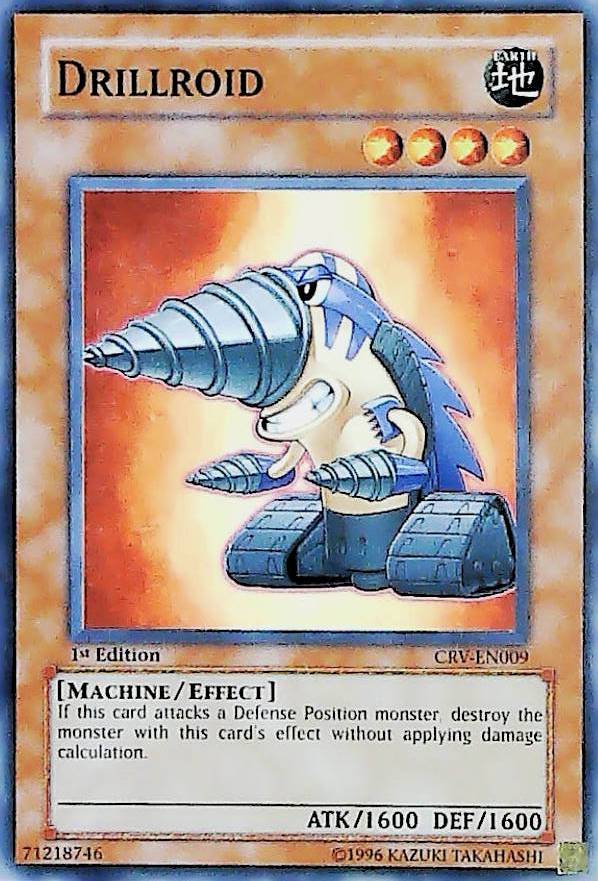 DRILLROID
EARTH
地
1st Edition
CRV-EN009
[MACHINE/EFFECT]
If this card attacks a Defense Position monster, destroy the
monster with this card's effect without applying damage
calculation.
ATK/1600 DEF/1600
71218746
©1996 KAZUKI TAKAHASHI